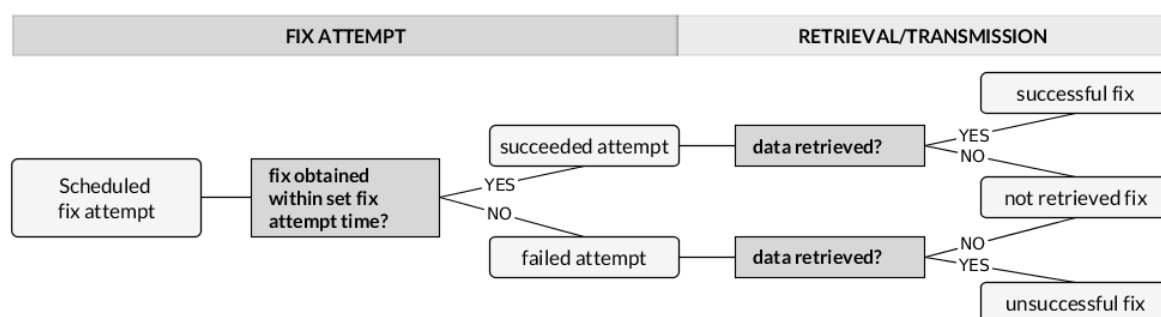 FIX ATTEMPT
RETRIEVAL/TRANSMISSION
Scheduled
fix attempt
fix obtained
within set fix
attempt time?
YES
NO
succeeded attempt
failed attempt
data retrieved?
YES
NO
data retrieved?
NO
YES
successful fix
not retrieved fix
unsuccessful fix